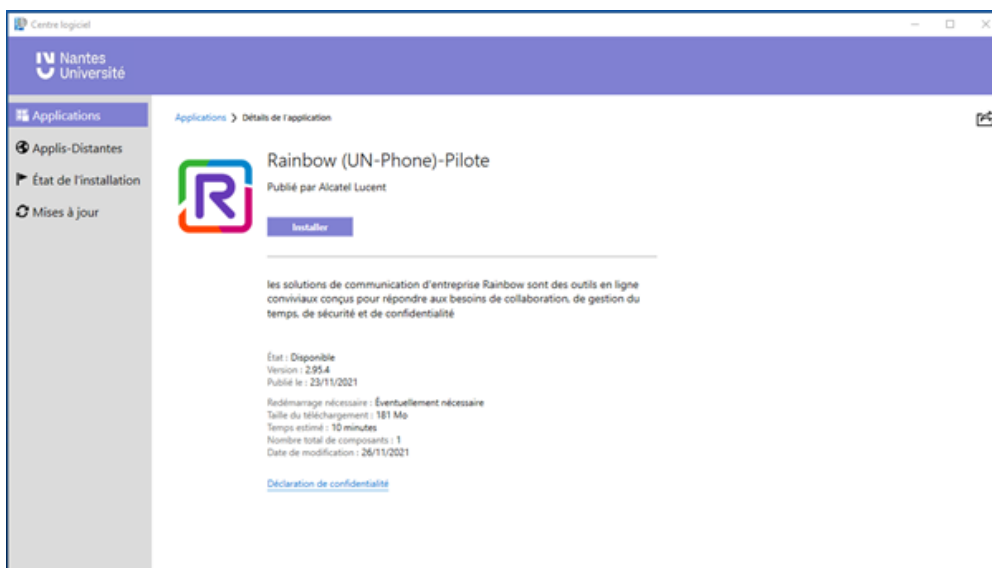 Centre logiciel
Nantes
Université
Applications
Applis-Distantes
État de l'installation
Mises à jour
Applications ❯ Détails de l'application
R
Rainbow (UN-Phone)-Pilote
Publié par Alcatel Lucent
Installer
les solutions de communication d'entreprise Rainbow sont des outils en ligne
conviviaux conçus pour répondre aux besoins de collaboration, de gestion du
temps, de sécurité et de confidentialité
État : Disponible
Version : 2.95.4
Publié le : 23/11/2021
Redémarrage nécessaire : Éventuellement nécessaire
Taille du téléchargement : 181 Mo
Temps estimé : 10 minutes
Nombre total de composants : 1
Date de modification : 26/11/2021
Déclaration de confidentialité